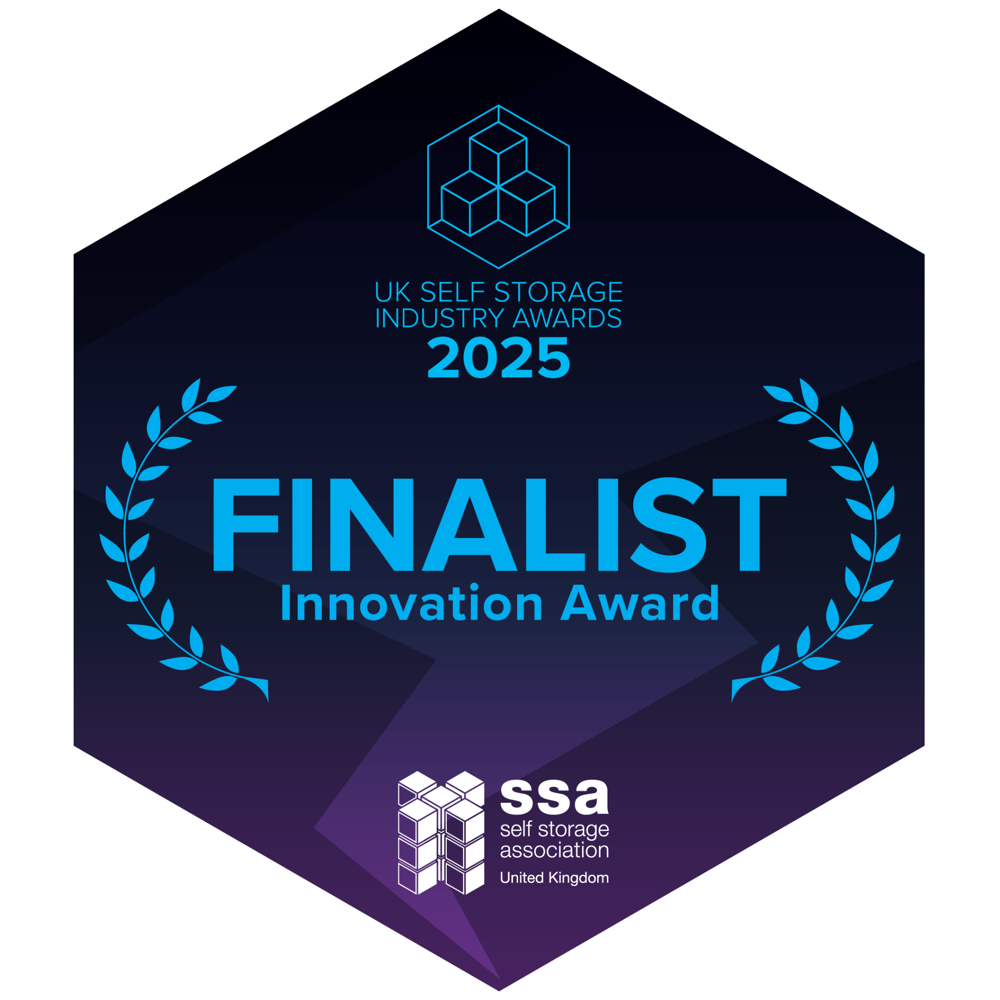 UK SELF STORAGE
INDUSTRY AWARDS
2025
FINALIST
Innovation Award
ssa
self storage
association
United Kingdom